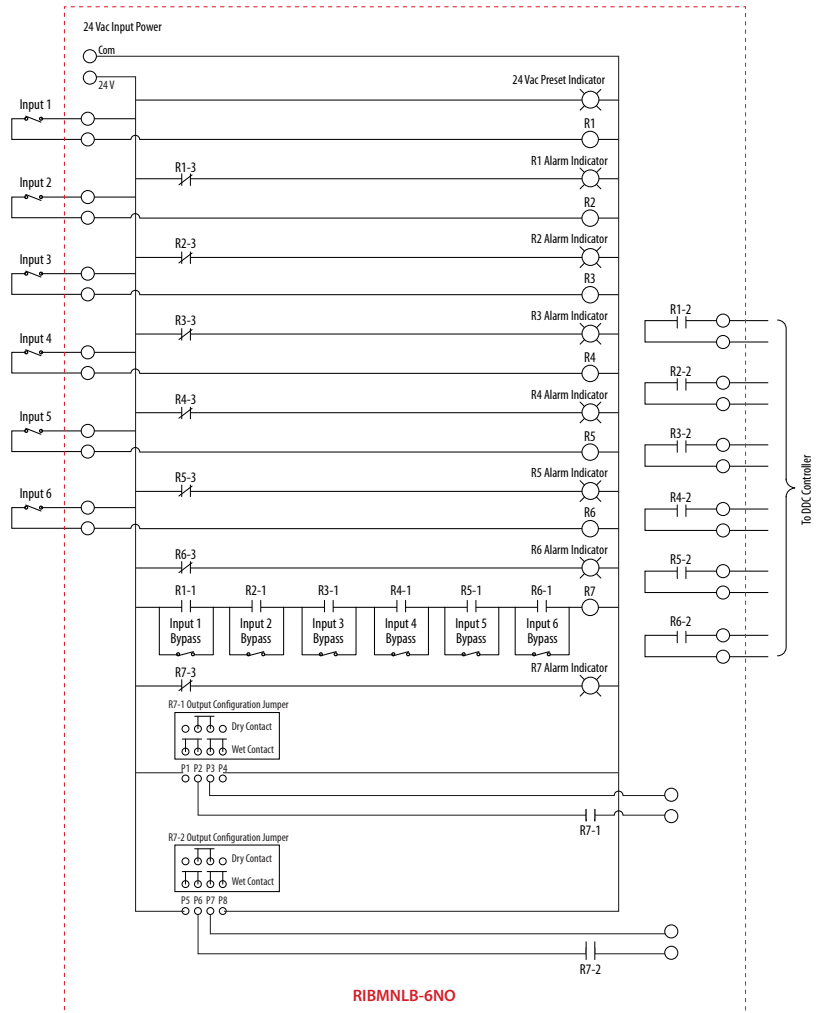 24 Vac Input Power
Com
24 V
24 Vac Preset Indicator
Input 1
R1
R1 Alarm Indicator
R1-3
Input 2
R2
R2 Alarm Indicator
R2-3
Input 3
R3
R3 Alarm Indicator
R3-3
Input 4
R4
R4 Alarm Indicator
R4-3
Input 5
R5
R5 Alarm Indicator
R5-3
Input 6
R6
R6 Alarm Indicator
R6-3
R1-1 R2-1 R3-1 R4-1 R5-1 R6-1 R7
Input 1 Input 2 Input 3 Input 4 Input 5 Input 6
Bypass Bypass Bypass Bypass Bypass Bypass
R7 Alarm Indicator
R7-3
R7-1 Output Configuration Jumper
Dry Contact
Wet Contact
P1 P2 P3 P4
R7-1
R7-2 Output Configuration Jumper
Dry Contact
Wet Contact
P5 P6 P7 P8
R7-2
RIBMNLB-6NO
R1-2
R2-2
R3-2
R4-2
R5-2
R6-2
To DDC Controller